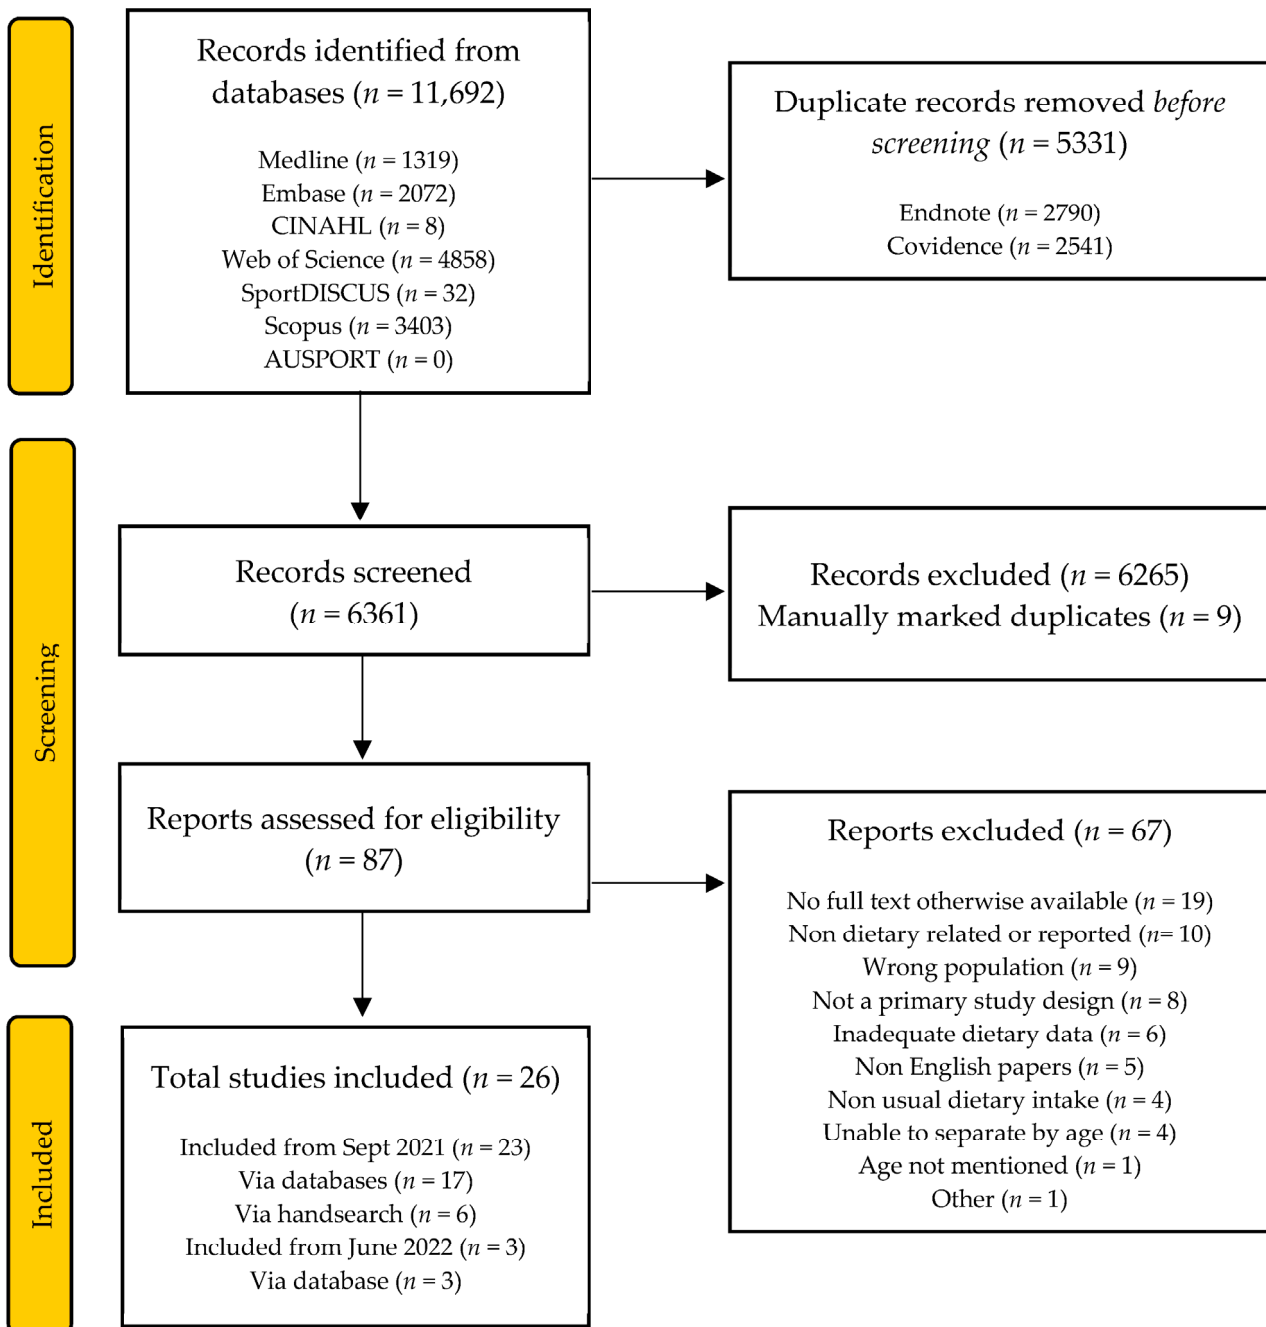 Identification
Records identified from
databases (n = 11,692)
Medline (n = 1319)
Embase (n = 2072)
CINAHL (n = 8)
Web of Science (n = 4858)
SportDISCUS (n = 32)
Scopus (n = 3403)
AUSPORT (n = 0)
Duplicate records removed before
screening (n = 5331)
Endnote (n = 2790)
Covidence (n = 2541)
Screening
Records screened
(n = 6361)
Records excluded (n = 6265)
Manually marked duplicates (n = 9)
Reports assessed for eligibility
(n = 87)
Reports excluded (n = 67)
No full text otherwise available (n = 19)
Non dietary related or reported (n= 10)
Wrong population (n = 9)
Not a primary study design (n = 8)
Inadequate dietary data (n = 6)
Non English papers (n = 5)
Non usual dietary intake (n = 4)
Unable to separate by age (n = 4)
Age not mentioned (n = 1)
Other (n = 1)
Included
Total studies included (n = 26)
Included from Sept 2021 (n = 23)
Via databases (n = 17)
Via handsearch (n = 6)
Included from June 2022 (n = 3)
Via database (n = 3)